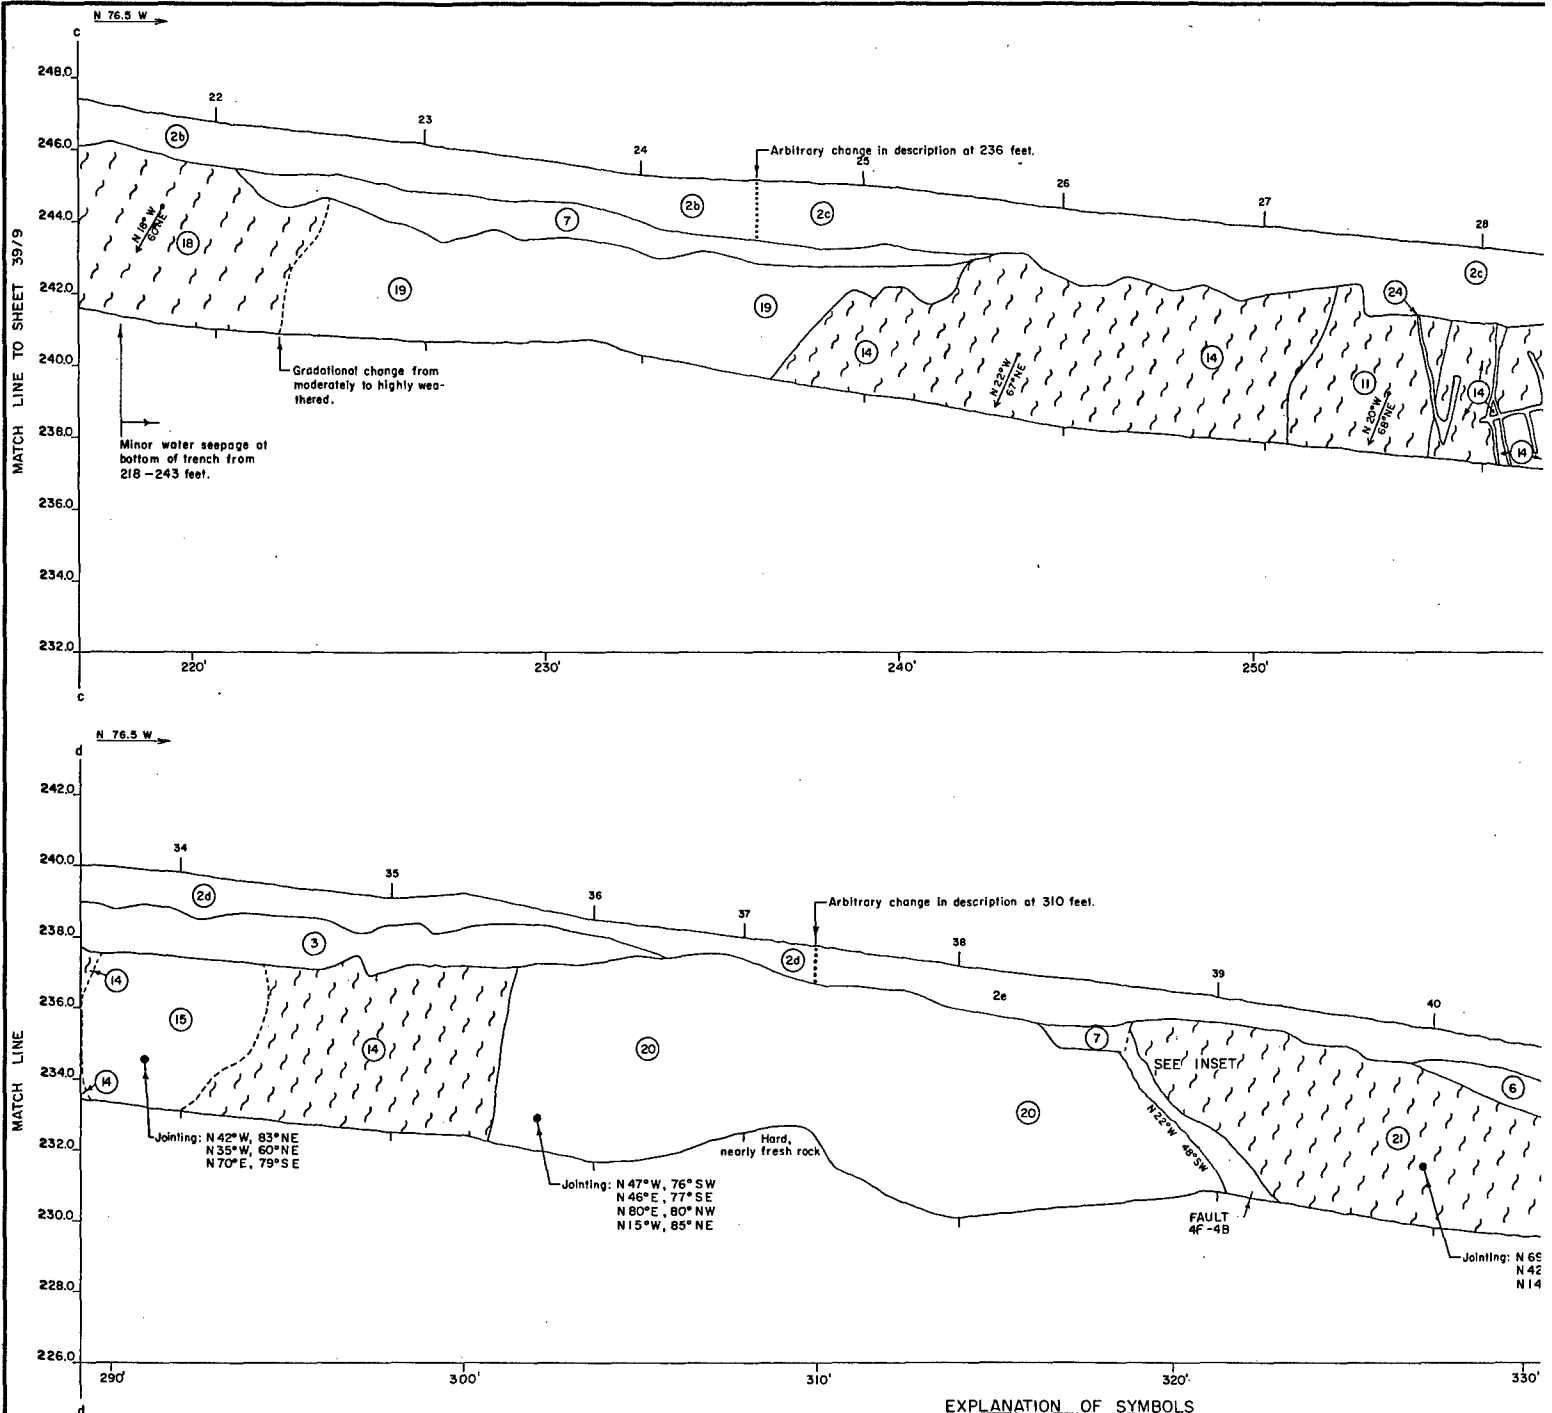 N 76.5 W
c
248.0
246.0
244.0
242.0
240.0
238.0
236.0
234.0
232.0
MATCH LINE TO SHEET 39/9
22
23
24
25
26
27
28
2b
Arbitrary change in description at 236 feet.
2b
2c
7
2c
N 18° W
60°NE
18
19
19
24
14
14
11
14
14
N 22°W
67°NE
N 20°W
68°NE
Gradational change from
moderately to highly wea-
thered.
Minor water seepage at
bottom of trench from
218-243 feet.
220'
230'
240'
250'
c
N 76.5 W
d
242.0
240.0
238.0
236.0
234.0
232.0
230.0
228.0
226.0
MATCH LINE
34
35
36
37
38
39
40
2d
Arbitrary change in description at 310 feet.
3
2d
2e
14
15
14
14
20
7
SEE INSET
6
20
21
N22°W 48°SW
Jointing: N 42°W, 83°NE
N 35°W, 60°NE
N 70°E, 79°SE
Hard,
nearly fresh rock
Jointing: N 47°W, 76°SW
N 46°E, 77°SE
N 80°E, 80°NW
N 15°W, 85°NE
FAULT
4F-4B
Jointing: N 69
N 42
N 14
290'
300'
310'
320'
330'
d
EXPLANATION OF SYMBOLS